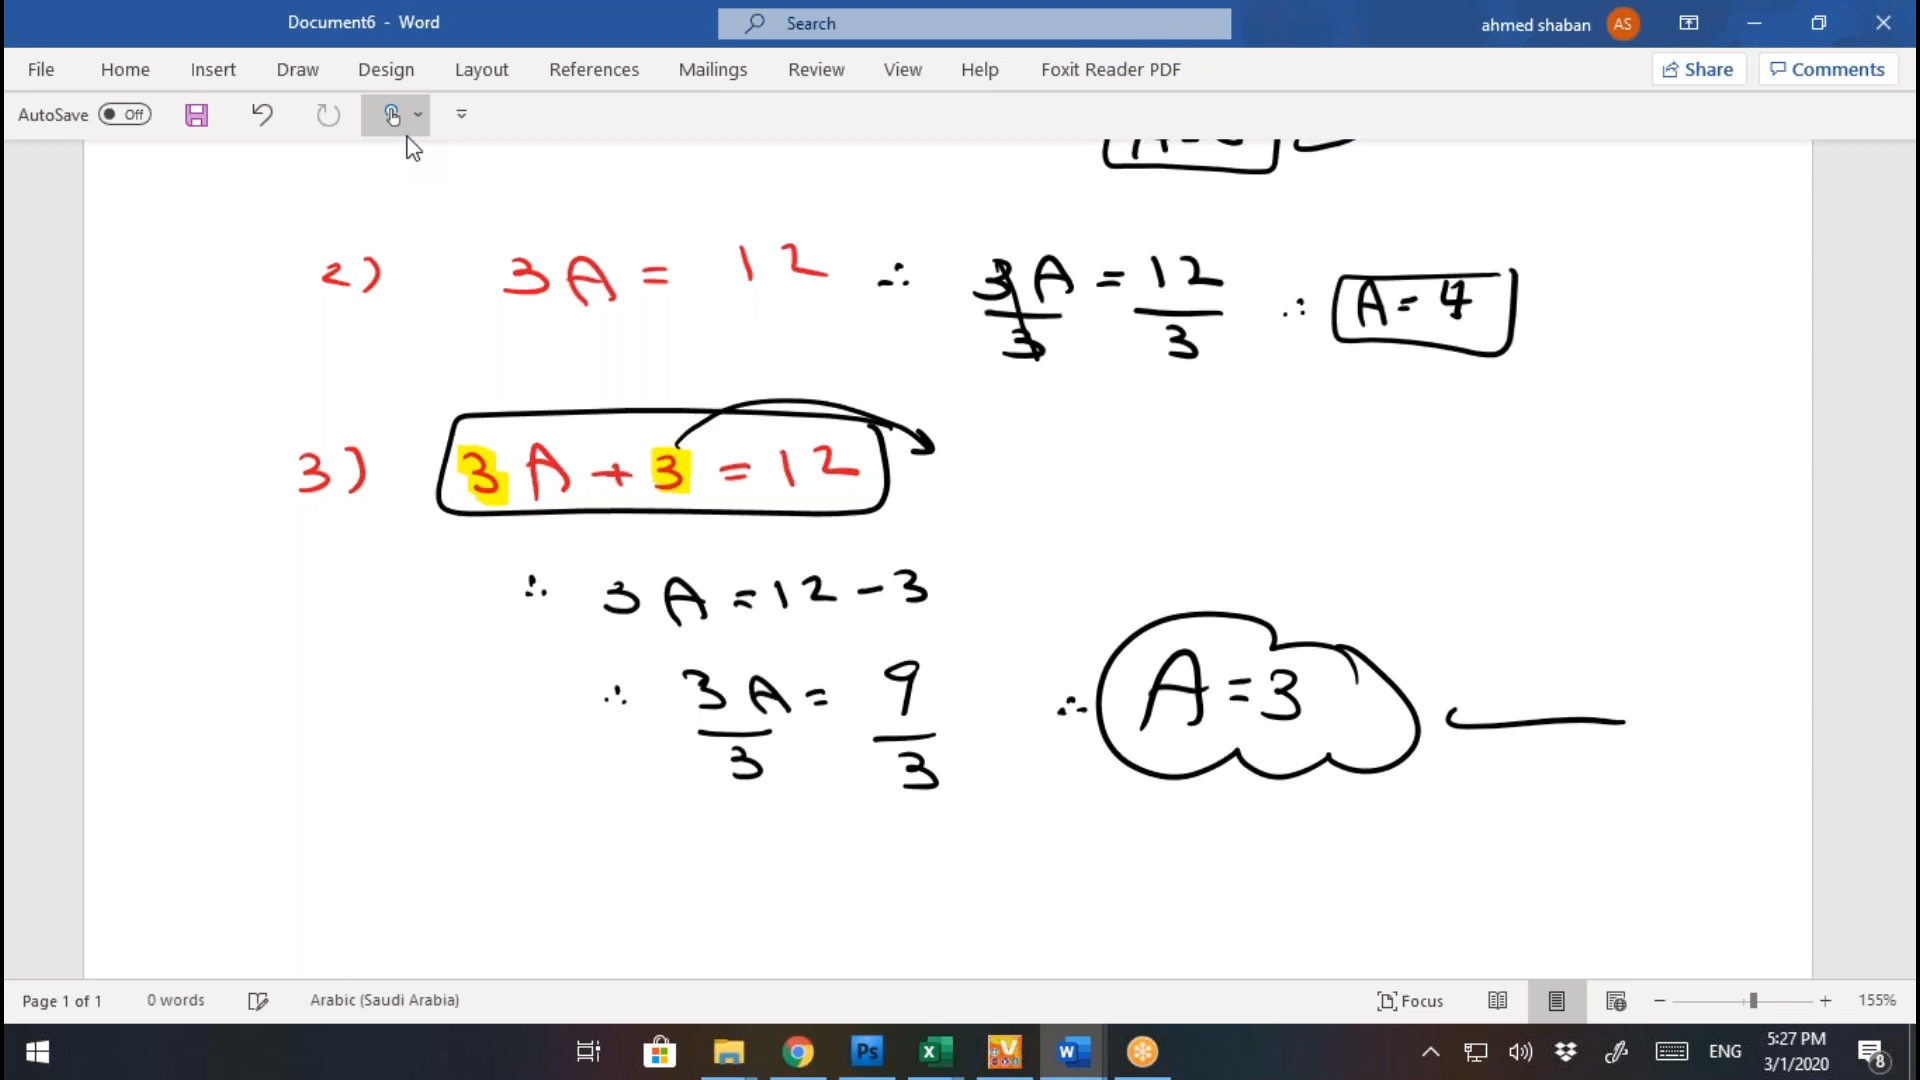 Document6 - Word
Search
ahmed shaban AS
File Home Insert Draw Design Layout References Mailings Review View Help Foxit Reader PDF Share Comments
AutoSave Off
2) 3A = 12 ∴ 3A/3 = 12/3 ∴ A = 4
3) 3A + 3 = 12
∴ 3A = 12 - 3
∴ 3A/3 = 9/3 ∴ A = 3
Page 1 of 1 0 words Arabic (Saudi Arabia) Focus 155%
5:27 PM
ENG
3/1/2020 8